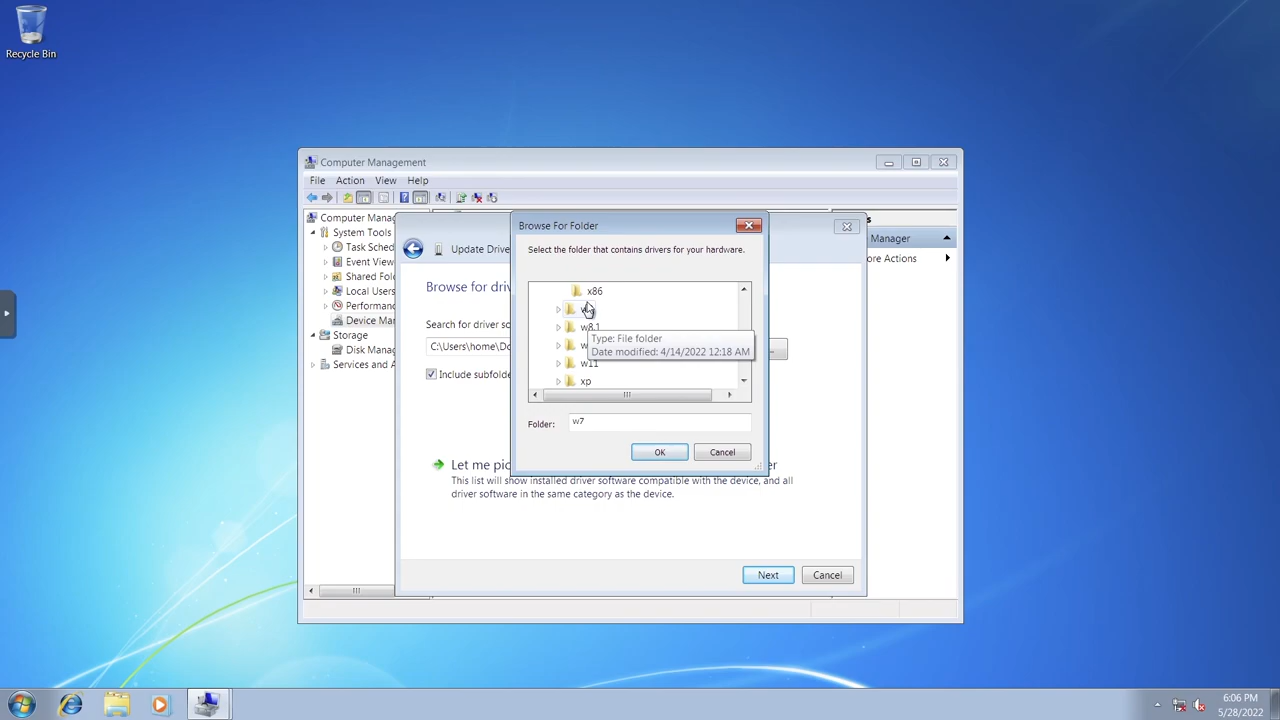 Recycle Bin
Computer Management
File Action View Help
Computer Mana
System Tools
Task Sched
Event View
Shared Fol
Local Users
Performanc
Device Mar
Storage
Disk Manag
Services and A
Manager
ore Actions
Update Drive
Browse for driv
Search for driver so
C:\Users\home\Do
Include subfolde
Let me pic
er
This list will show installed driver software compatible with the device, and all
driver software in the same category as the device.
Next
Cancel
Browse For Folder
Select the folder that contains drivers for your hardware.
x86
w8.1
w11
xp
Type: File folder
Date modified: 4/14/2022 12:18 AM
Folder:
w7
OK
Cancel
6:06 PM
5/28/2022